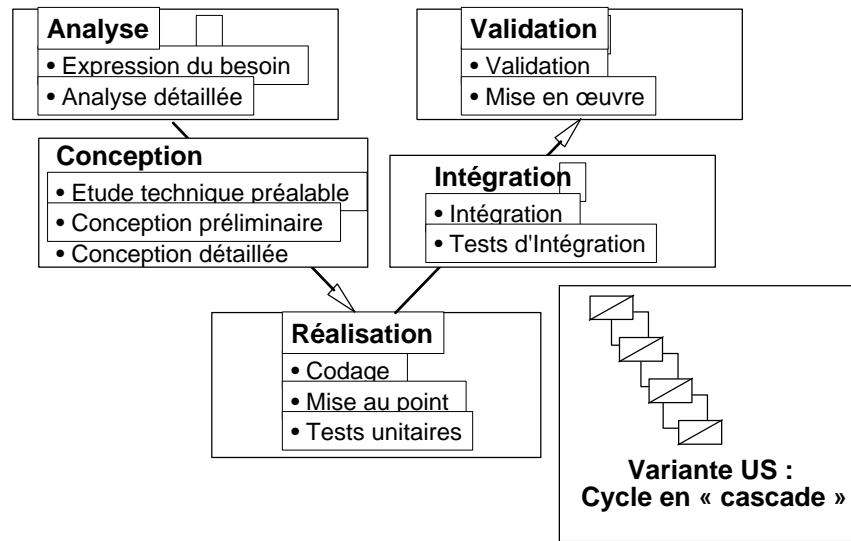 Analyse
• Expression du besoin
• Analyse détaillée
Validation
• Validation
• Mise en œuvre
Conception
• Etude technique préalable
• Conception préliminaire
• Conception détaillée
Intégration
• Intégration
• Tests d'Intégration
Réalisation
• Codage
• Mise au point
• Tests unitaires
Variante US :
Cycle en « cascade »